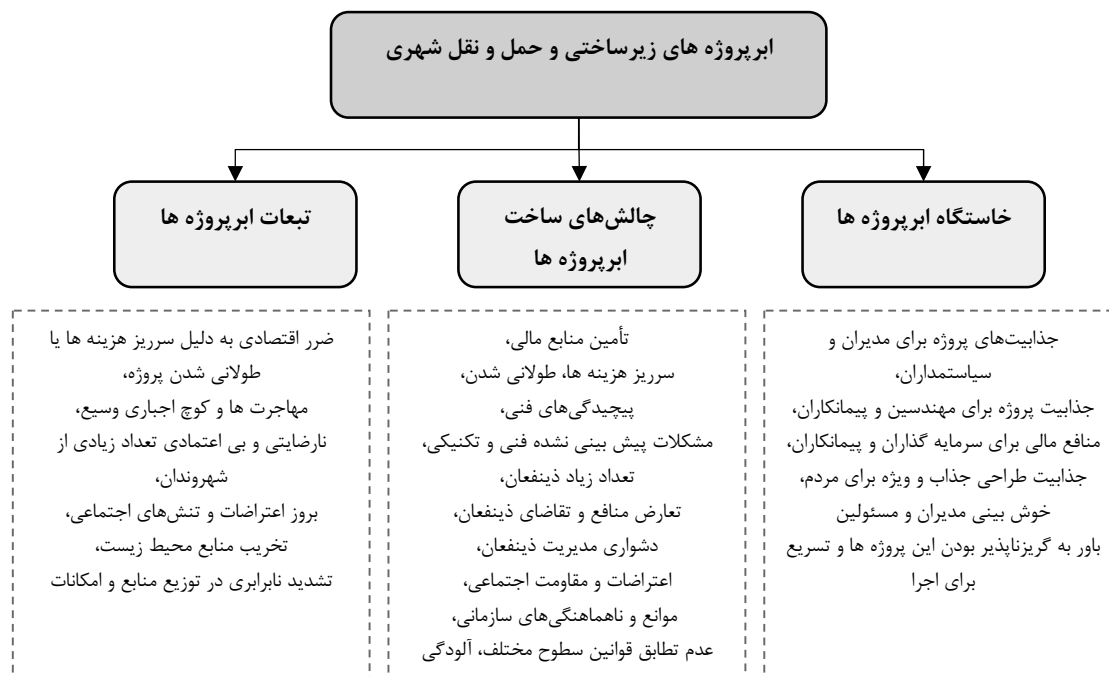 ابرپروژه های زیرساختی و حمل و نقل شهری
خاستگاه ابرپروژه ها
چالش‌های ساخت
ابرپروژه ها
تبعات ابرپروژه ها
جذابیت‌های پروژه برای مدیران و
سیاستمداران،
جذابیت پروژه برای مهندسین و پیمانکاران،
منافع مالی برای سرمایه گذاران و پیمانکاران،
جذابیت طراحی جذاب و ویژه برای مردم،
خوش بینی مدیران و مسئولین
باور به گریزناپذیر بودن این پروژه ها و تسریع
برای اجرا
تأمین منابع مالی،
سرریز هزینه ها، طولانی شدن،
پیچیدگی‌های فنی،
مشکلات پیش بینی نشده فنی و تکنیکی،
تعداد زیاد ذینفعان،
تعارض منافع و تقاضای ذینفعان،
دشواری مدیریت ذینفعان،
اعتراضات و مقاومت اجتماعی،
موانع و ناهماهنگی‌های سازمانی،
عدم تطابق قوانین سطوح مختلف، آلودگی
ضرر اقتصادی به دلیل سرریز هزینه ها یا
طولانی شدن پروژه،
مهاجرت ها و کوچ اجباری وسیع،
نارضایتی و بی اعتمادی تعداد زیادی از
شهروندان،
بروز اعتراضات و تنش‌های اجتماعی،
تخریب منابع محیط زیست،
تشدید نابرابری در توزیع منابع و امکانات